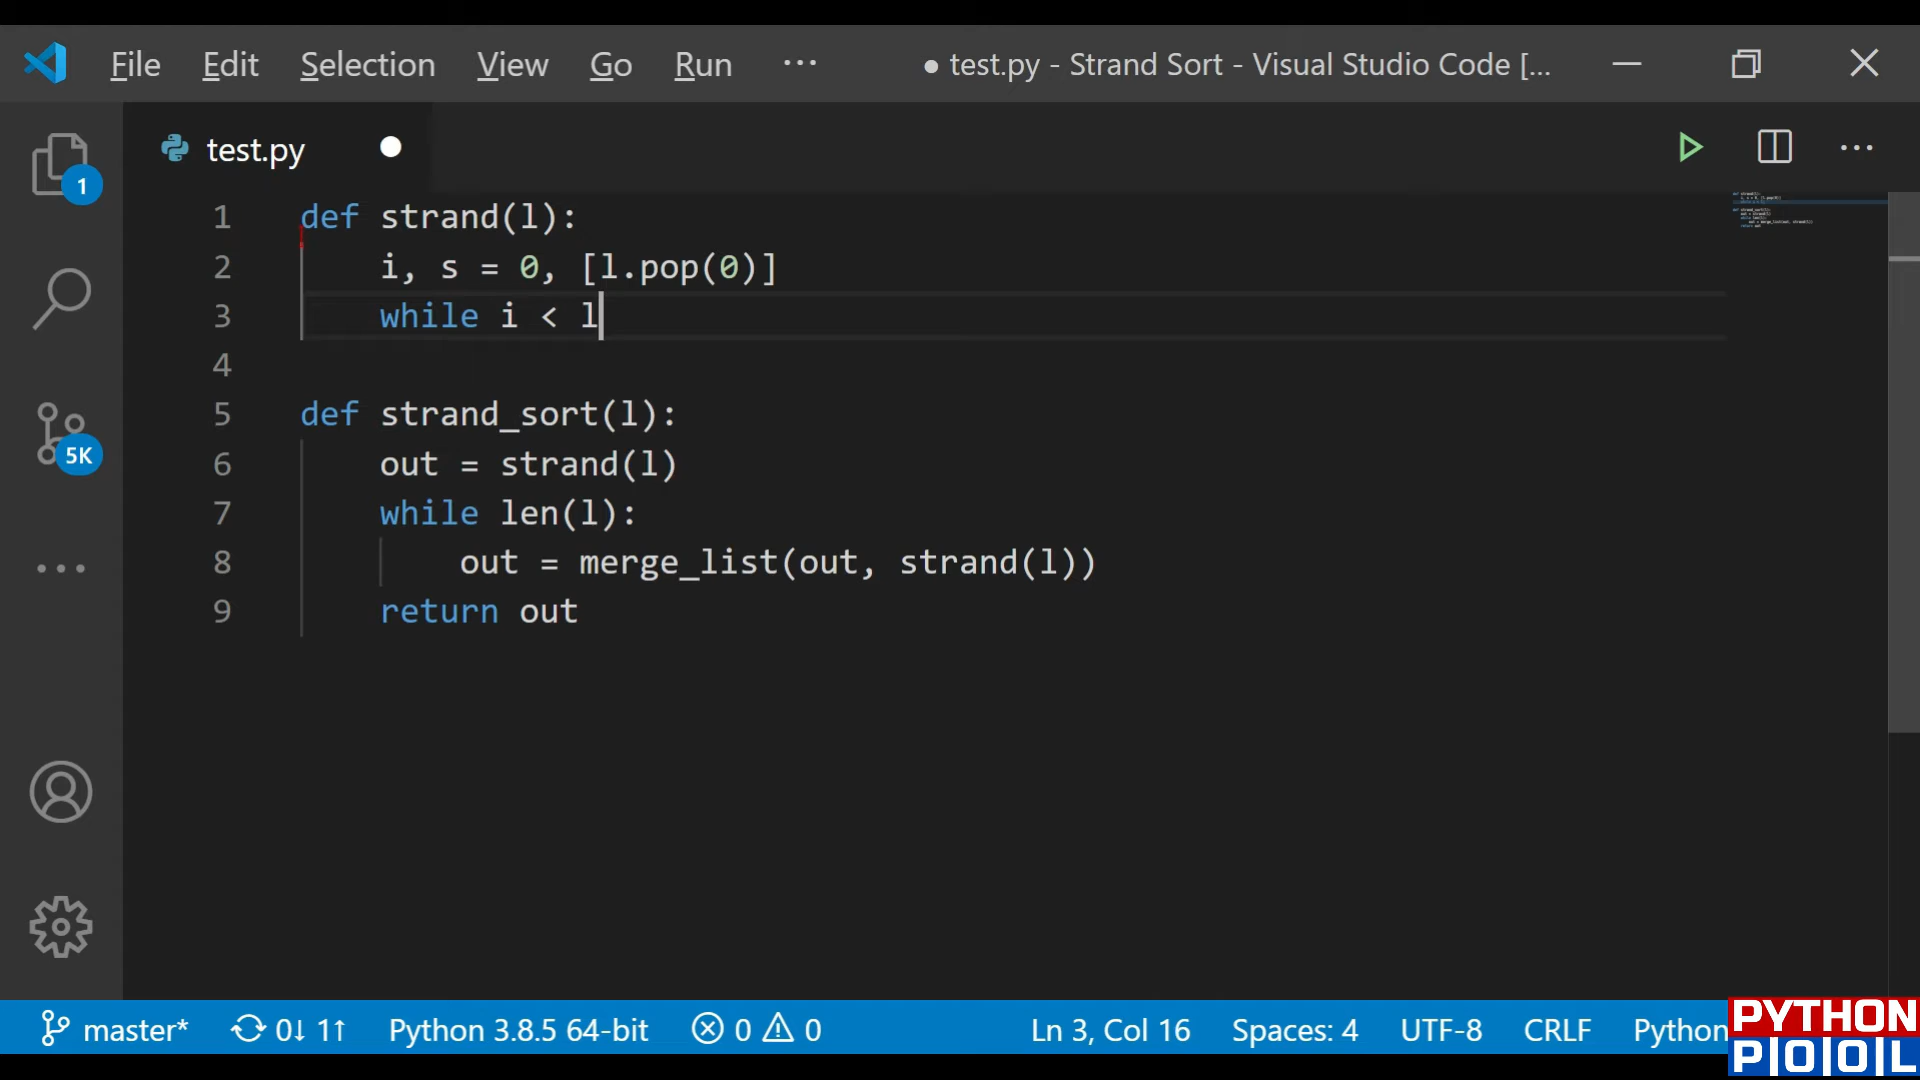 File Edit Selection View Go Run ··· ● test.py - Strand Sort - Visual Studio Code [...
test.py
1
5K
1 def strand(l):
2 i, s = 0, [l.pop(0)]
3 while i < l
4
5 def strand_sort(l):
6 out = strand(l)
7 while len(l):
8 out = merge_list(out, strand(l))
9 return out
master* 0↓ 1↑ Python 3.8.5 64-bit 0 0 Ln 3, Col 16 Spaces: 4 UTF-8 CRLF Python
PYTHON
P|O|O|L